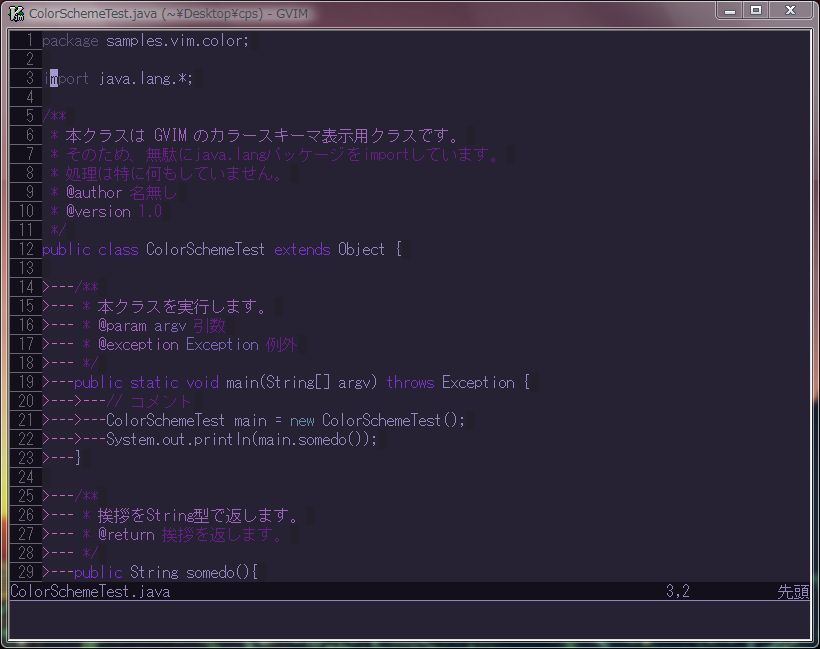 ColorSchemeTest.java (~¥Desktop¥cps) - GVIM
1 package samples.vim.color;
2
3 import java.lang.*;
4
5 /**
6  * 本クラスは GVIM のカラースキーマ表示用クラスです。
7  * そのため、無駄にjava.langパッケージをimportしています。
8  * 処理は特に何もしていません。
9  * @author 名無し
10  * @version 1.0
11  */
12 public class ColorSchemeTest extends Object {
13
14 >---/**
15 >--- * 本クラスを実行します。
16 >--- * @param argv 引数
17 >--- * @exception Exception 例外
18 >--- */
19 >---public static void main(String[] argv) throws Exception {
20 >--->---// コメント
21 >--->---ColorSchemeTest main = new ColorSchemeTest();
22 >--->---System.out.println(main.somedo());
23 >---}
24
25 >---/**
26 >--- * 挨拶をString型で返します。
27 >--- * @return 挨拶を返します。
28 >--- */
29 >---public String somedo(){
ColorSchemeTest.java 3,2 先頭